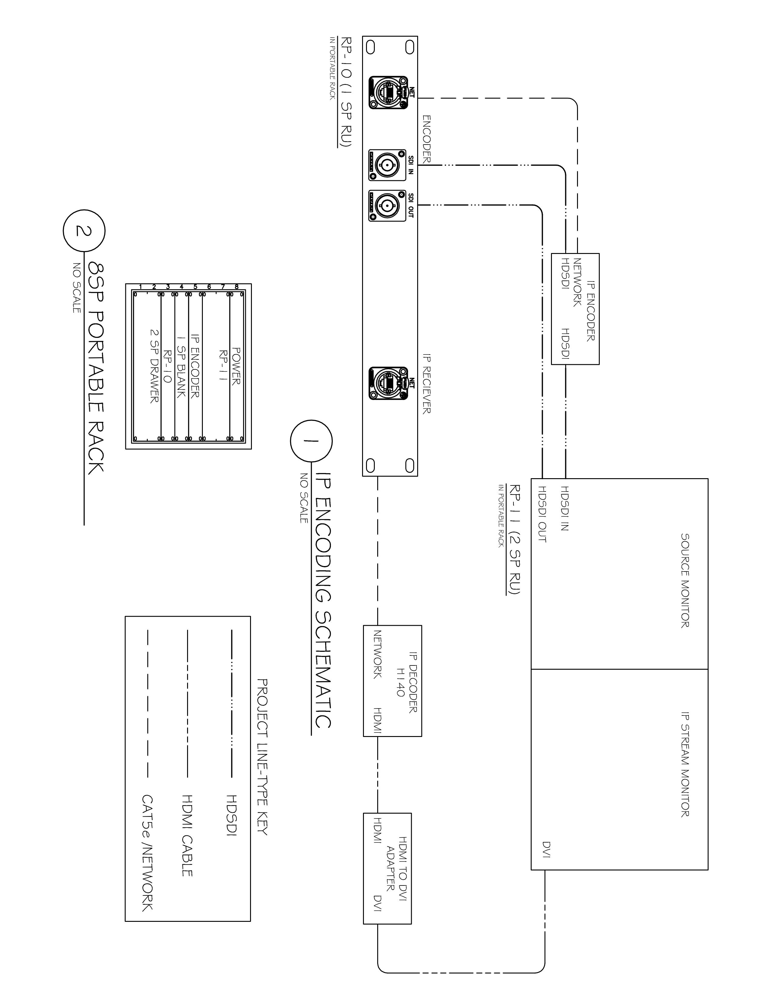 SOURCE MONITOR
IP STREAM MONITOR
IP ENCODER
NETWORK
HDSDI
HDSDI
HDSDI IN
HDSDI OUT
DVI
RP-11 (2 SP RU)
IN PORTABLE RACK
ENCODER
IP RECIEVER
NET
PUSH
SDI IN
SDI OUT
NET
PUSH
CANARE
CANARE
RP-10 (1 SP RU)
IN PORTABLE RACK
IP DECODER
H140
NETWORK
HDMI
HDMI TO DVI
ADAPTER
HDMI
DVI
1
IP ENCODING SCHEMATIC
NO SCALE
8 POWER
7 RP-11
6
5 IP ENCODER
4 1 SP BLANK
3 RP-10
2 2 SP DRAWER
1
2
8SP PORTABLE RACK
NO SCALE
PROJECT LINE-TYPE KEY
HDSDI
HDMI CABLE
CAT5e /NETWORK